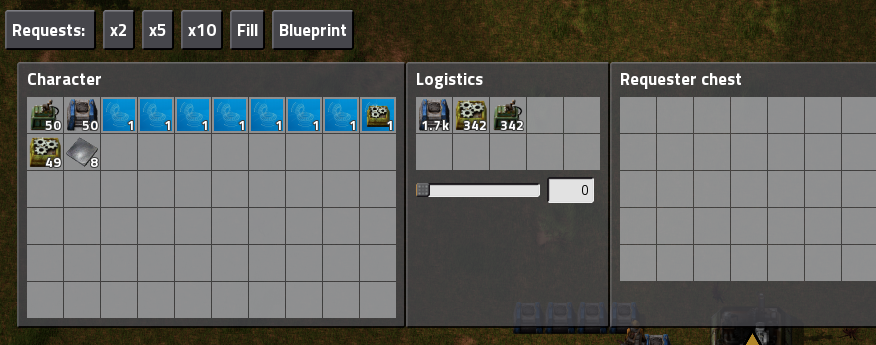 Requests: x2 x5 x10 Fill Blueprint
Character Logistics Requester chest
50 50 1 1 1 1 1 1 1 1 1.7k 342 342
49 8
0